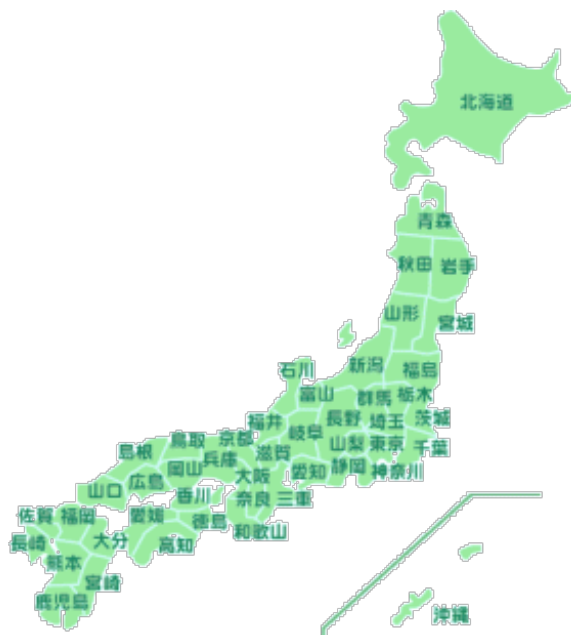 北海道
青森
秋田
岩手
山形
宮城
新潟
福島
石川
富山
群馬
栃木
福井
岐阜
長野
埼玉
茨城
島根
鳥取
京都
兵庫
滋賀
山梨
東京
千葉
山口
広島
岡山
大阪
愛知
静岡
神奈川
香川
奈良
三重
佐賀
福岡
愛媛
徳島
和歌山
長崎
大分
高知
熊本
宮崎
鹿児島
沖縄